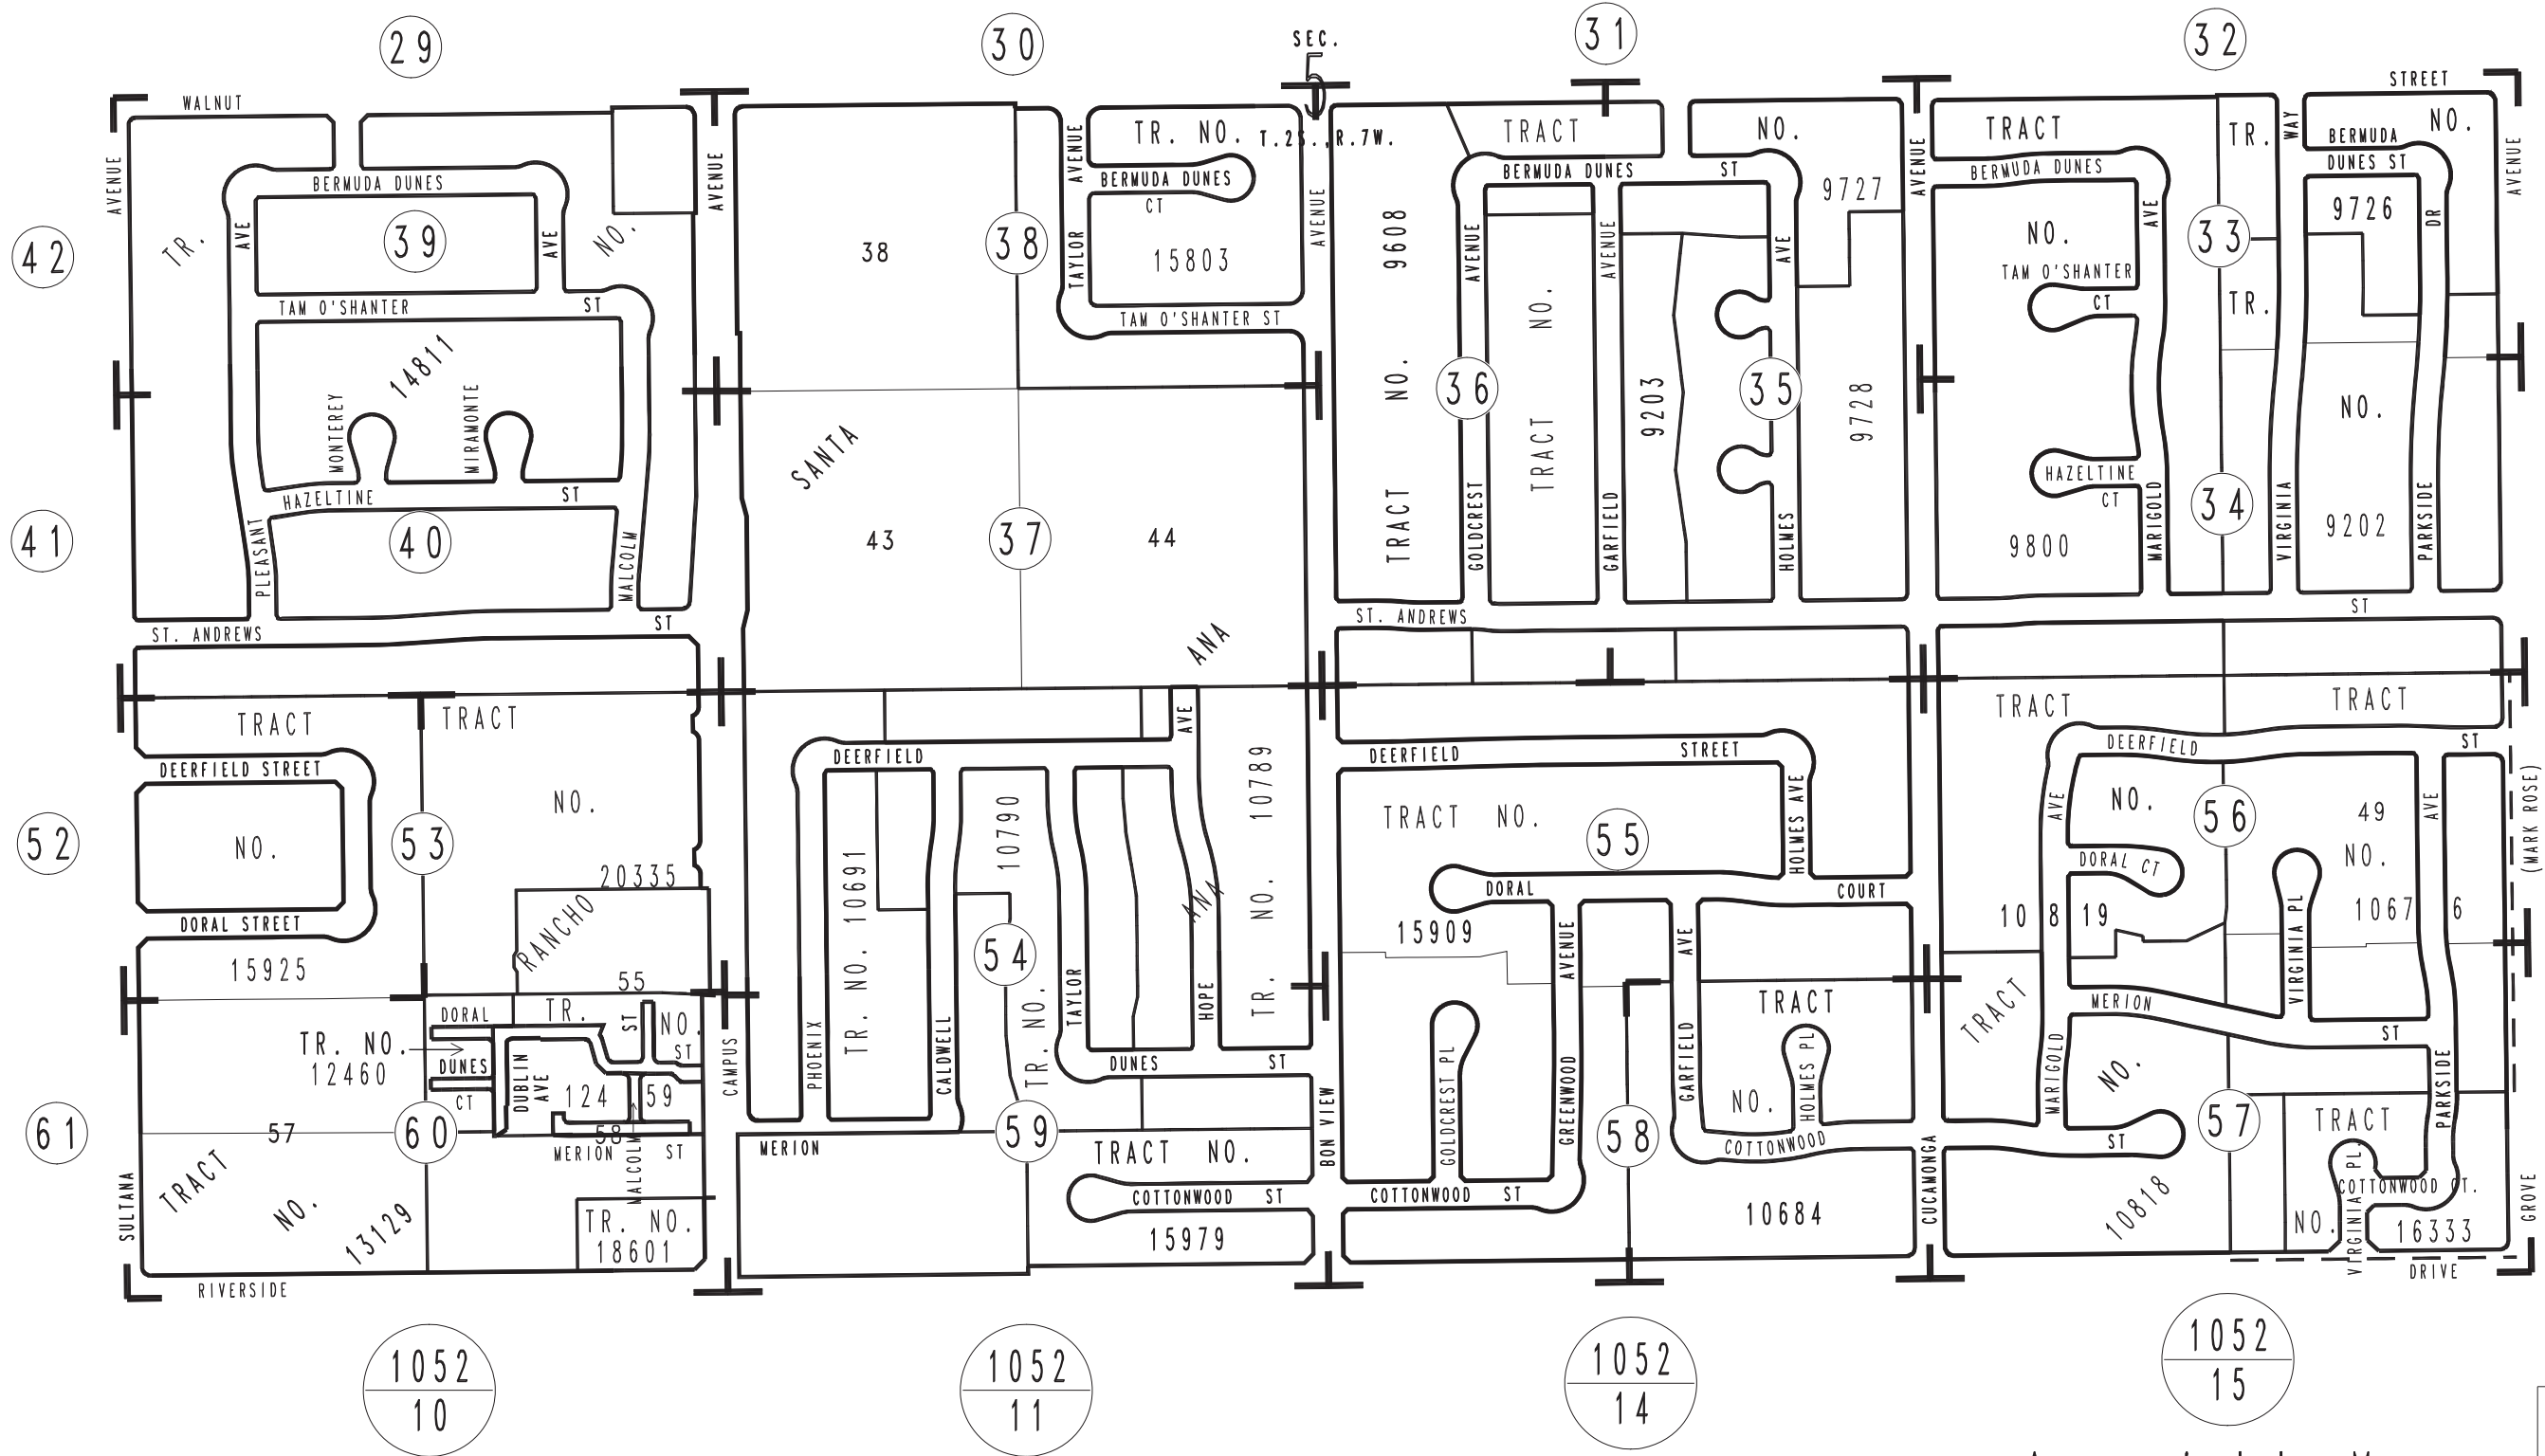 29
30
SEC.
5
T.2S.,R.7W.
31
32
WALNUT
STREET
AVENUE
AVENUE
AVENUE
TR. NO.
AVENUE
TRACT
NO.
AVENUE
TRACT
TR.
WAY
BERMUDA
NO.
DUNES ST
AVENUE
BERMUDA DUNES
BERMUDA DUNES
CT
BERMUDA DUNES
ST
BERMUDA DUNES
9727
9726
42
TR.
AVE
39
AVE
NO.
38
38
TAYLOR
15803
9608
AVENUE
AVENUE
AVE
NO.
AVE
33
DR
TAM O'SHANTER
ST
TAM O'SHANTER ST
NO.
TAM O'SHANTER
CT
TR.
14811
MONTEREY
MIRAMONTE
NO.
36
9203
35
9728
NO.
SANTA
TRACT
HAZELTINE
CT
HAZELTINE
ST
TRACT
GOLDCREST
GARFIELD
HOLMES
MARIGOLD
34
VIRGINIA
PARKSIDE
41
40
PLEASANT
MALCOLM
43
37
44
9800
9202
ST. ANDREWS
ST
ANA
ST. ANDREWS
ST
TRACT
TRACT
AVE
TRACT
TRACT
DEERFIELD STREET
DEERFIELD
DEERFIELD
STREET
DEERFIELD
ST
(MARK ROSE)
NO.
10789
10790
TRACT NO.
HOLMES AVE
AVE
NO.
56
49
AVE
52
NO.
53
55
NO.
20335
10691
ANA
DORAL
COURT
DORAL CT
DORAL STREET
RANCHO
NO.
15909
AVENUE
AVE
10 8 19
VIRGINIA PL
1067 6
15925
54
55
TR. NO.
TAYLOR
HOPE
TR.
TRACT
TRACT
MERION
ST
DORAL
TR.
ST
NO.
ST
TR. NO.
12460
DUNES
CT
DUBLIN
AVE
124 59
CAMPUS
PHOENIX
CALDWELL
TR. NO.
DUNES
ST
GOLDCREST PL
GREENWOOD
GARFIELD
NO.
HOLMES PL
MARIGOLD
NO.
PARKSIDE
61
57
60
58
MERION
ST
MALCOLM
MERION
59
TRACT NO.
BON VIEW
58
COTTONWOOD
ST
57
TRACT
SULTANA
TRACT
NO.
13129
TR. NO.
18601
COTTONWOOD ST
15979
COTTONWOOD ST
10684
CUCAMONGA
10818
NO.
VIRGINIA PL.
COTTONWOOD CT.
VIRGINIA
16333
GROVE
RIVERSIDE
DRIVE
1052
10
1052
11
1052
14
1052
15